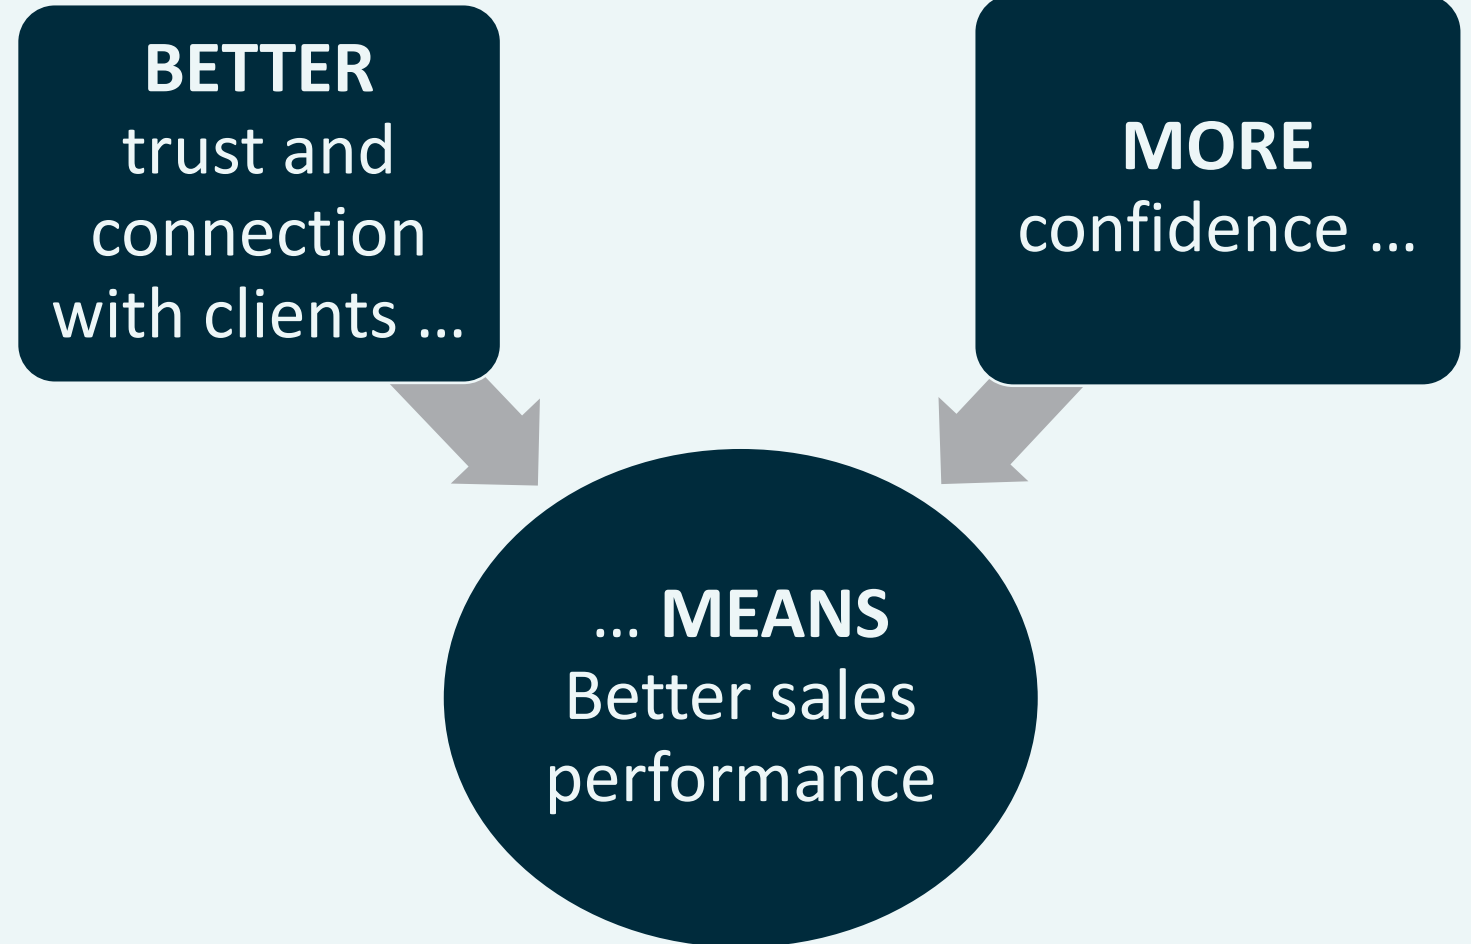 BETTER
trust and
connection
with clients …
MORE
confidence …
… MEANS
Better sales
performance